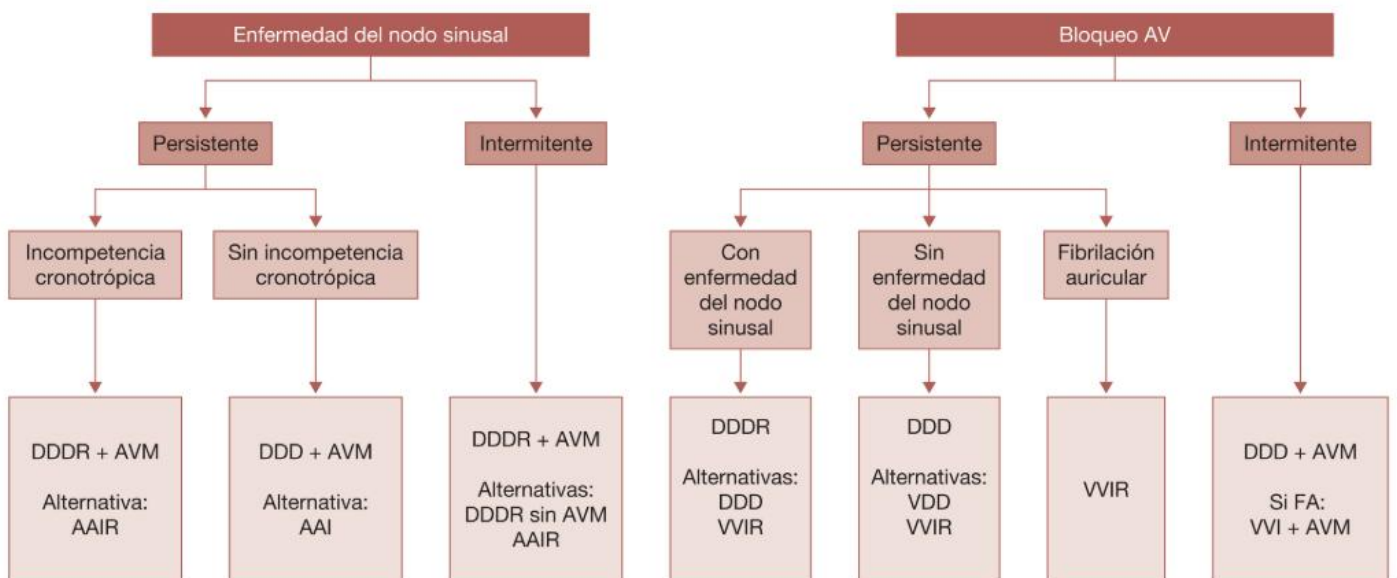 Enfermedad del nodo sinusal
Bloqueo AV
Persistente
Intermitente
Persistente
Intermitente
Incompetencia
cronotrópica
Sin incompetencia
cronotrópica
Con
enfermedad
del nodo
sinusal
Sin
enfermedad
del nodo
sinusal
Fibrilación
auricular
DDDR + AVM
Alternativa:
AAIR
DDD + AVM
Alternativa:
AAI
DDDR + AVM
Alternativas:
DDDR sin AVM
AAIR
DDDR
Alternativas:
DDD
VVIR
DDD
Alternativas:
VDD
VVIR
VVIR
DDD + AVM
Si FA:
VVI + AVM